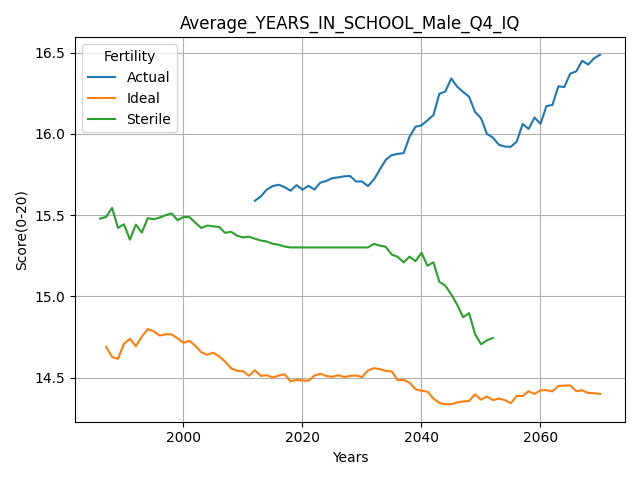 Average_YEARS_IN_SCHOOL_Male_Q4_IQ
Fertility
Actual
Ideal
Sterile
Score(0-20)
16.5
16.0
15.5
15.0
14.5
2000
2020
2040
2060
Years